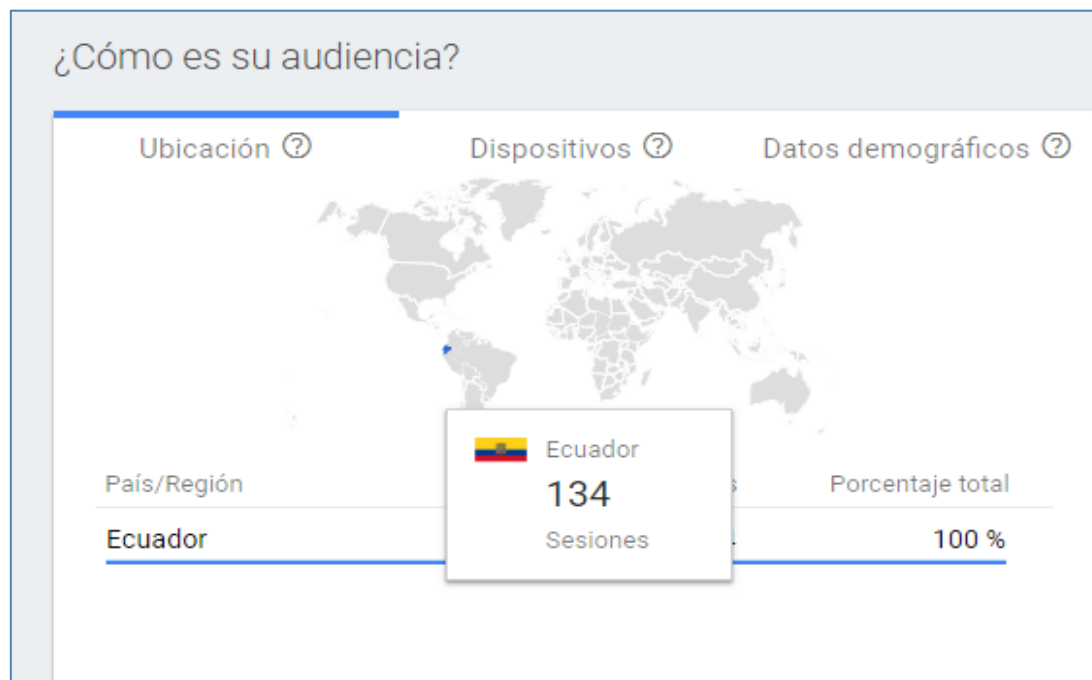 ¿Cómo es su audiencia?
Ubicación Dispositivos Datos demográficos
Ecuador
134
Sesiones
País/Región Porcentaje total
Ecuador 100 %